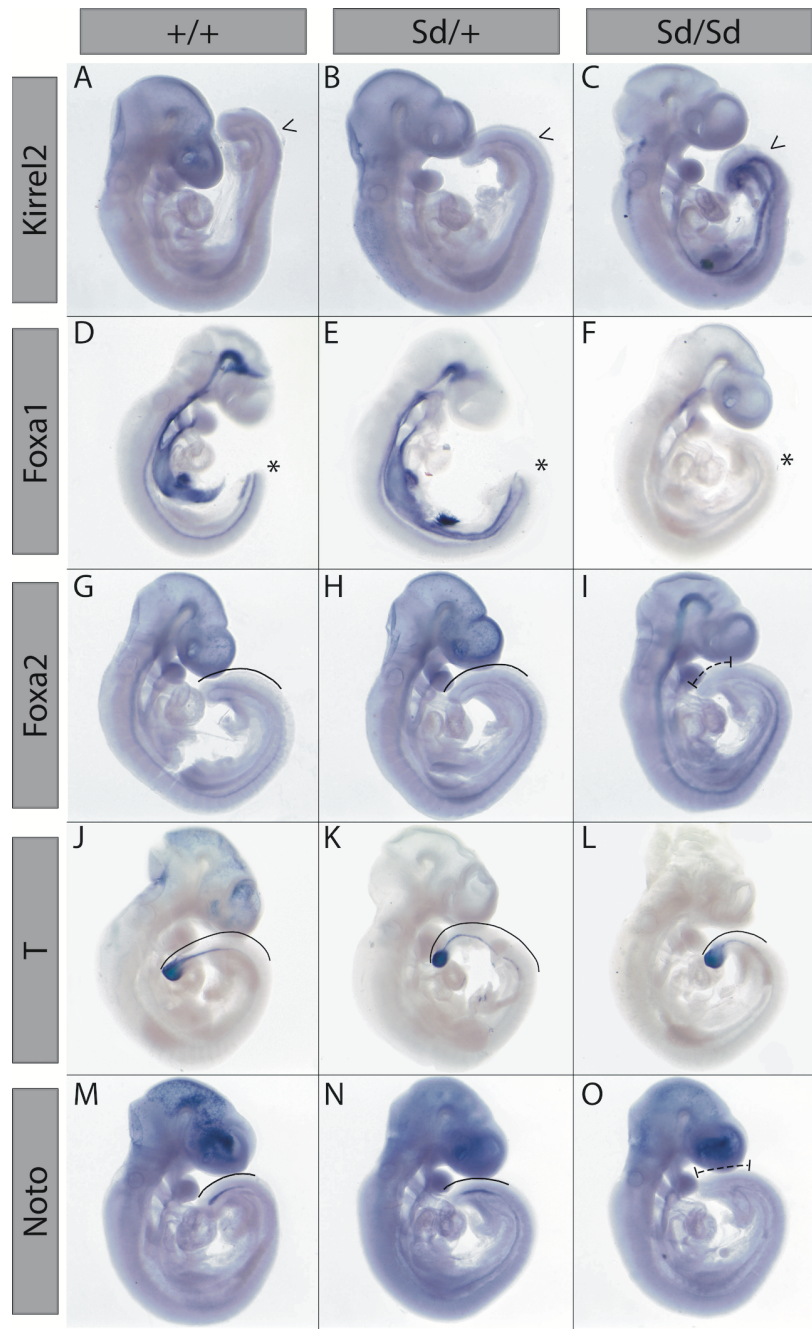 +/+ Sd/+ Sd/Sd
Kirrel2
A B C
< < <
Foxa1
D E F
* * *
Foxa2
G H I
T
J K L
Noto
M N O